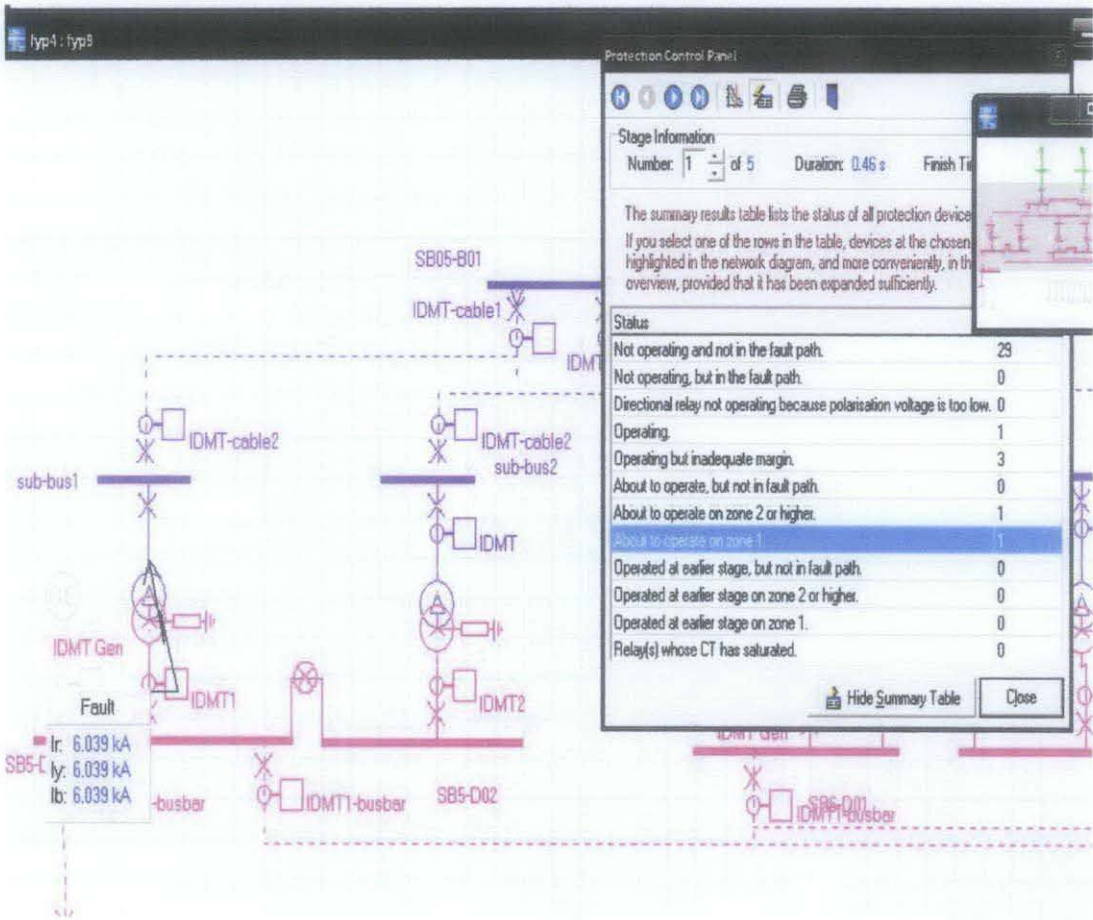 fyp4 : fyp9
Protection Control Panel
Stage Information
Number: 1 of 5 Duration: 0.46 s Finish Ti
The summary results table lists the status of all protection device
If you select one of the rows in the table, devices at the chosen
highlighted in the network diagram, and more conveniently, in th
overview, provided that it has been expanded sufficiently.
Status
Not operating and not in the fault path. 29
Not operating, but in the fault path. 0
Directional relay not operating because polarisation voltage is too low. 0
Operating. 1
Operating but inadequate margin. 3
About to operate, but not in fault path. 0
About to operate on zone 2 or higher. 1
About to operate on zone 1. 1
Operated at earlier stage, but not in fault path. 0
Operated at earlier stage on zone 2 or higher. 0
Operated at earlier stage on zone 1. 0
Relay(s) whose CT has saturated. 0
Hide Summary Table Close
SB05-B01
IDMT-cable1
IDMT
IDMT-cable2
IDMT-cable2
sub-bus1
sub-bus2
IDMT
IDMT Gen
IDMT1
IDMT2
Fault
Ir: 6.039 kA
Iy: 6.039 kA
Ib: 6.039 kA
SB5-D
-busbar
IDMT1-busbar
SB5-D02
IDMT Gen
SB6-D01
IDMT1-busbar